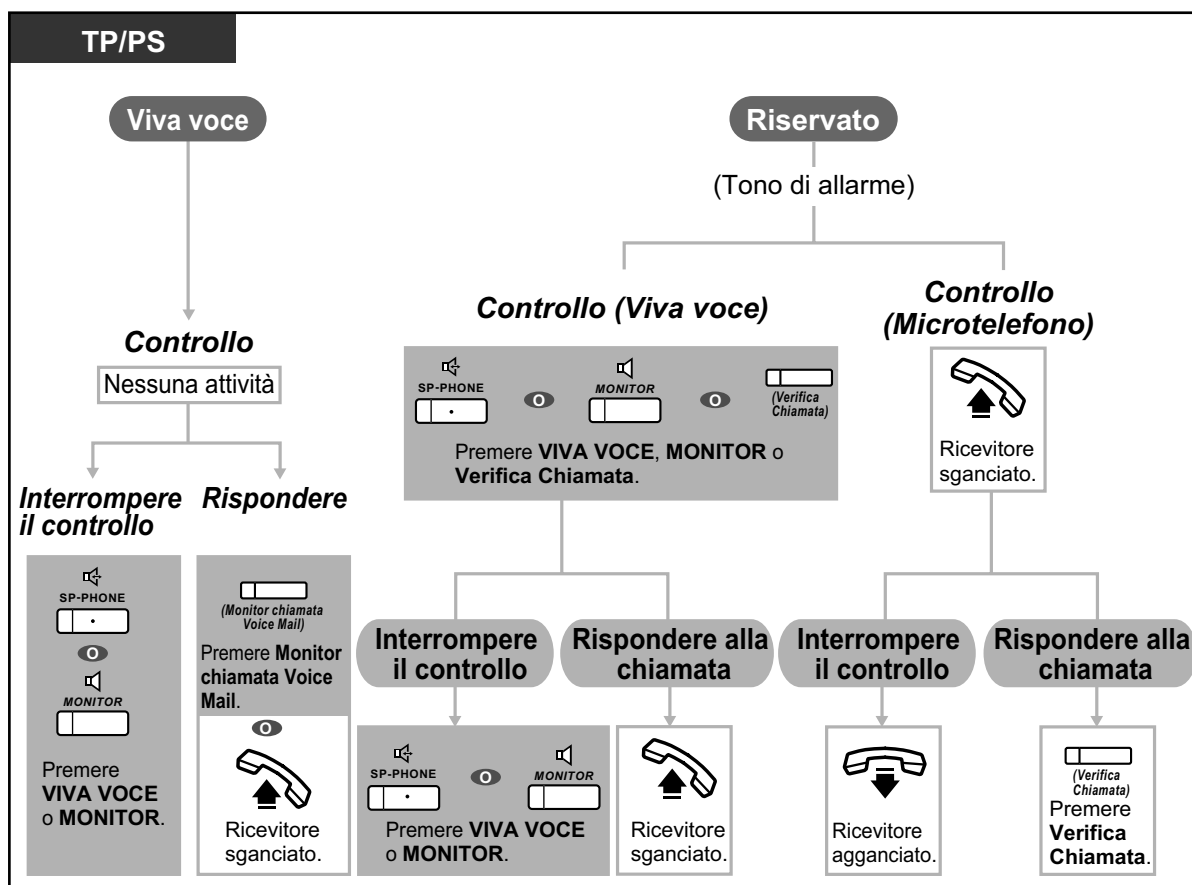 TP/PS
Viva voce
Controllo
Nessuna attività
Interrompere
il controllo
SP-PHONE
O
MONITOR
Premere
VIVA VOCE
o MONITOR.
Rispondere
(Monitor chiamata
Voice Mail)
Premere Monitor
chiamata Voice
Mail.
O
Ricevitore
sganciato.
Riservato
(Tono di allarme)
Controllo (Viva voce)
SP-PHONE
O
MONITOR
O
(Verifica
Chiamata)
Premere VIVA VOCE, MONITOR o
Verifica Chiamata.
Interrompere
il controllo
SP-PHONE
O
MONITOR
Premere VIVA VOCE
o MONITOR.
Rispondere alla
chiamata
Ricevitore
sganciato.
Controllo
(Microtelefono)
Ricevitore
sganciato.
Interrompere
il controllo
Ricevitore
agganciato.
Rispondere alla
chiamata
(Verifica
Chiamata)
Premere
Verifica
Chiamata.